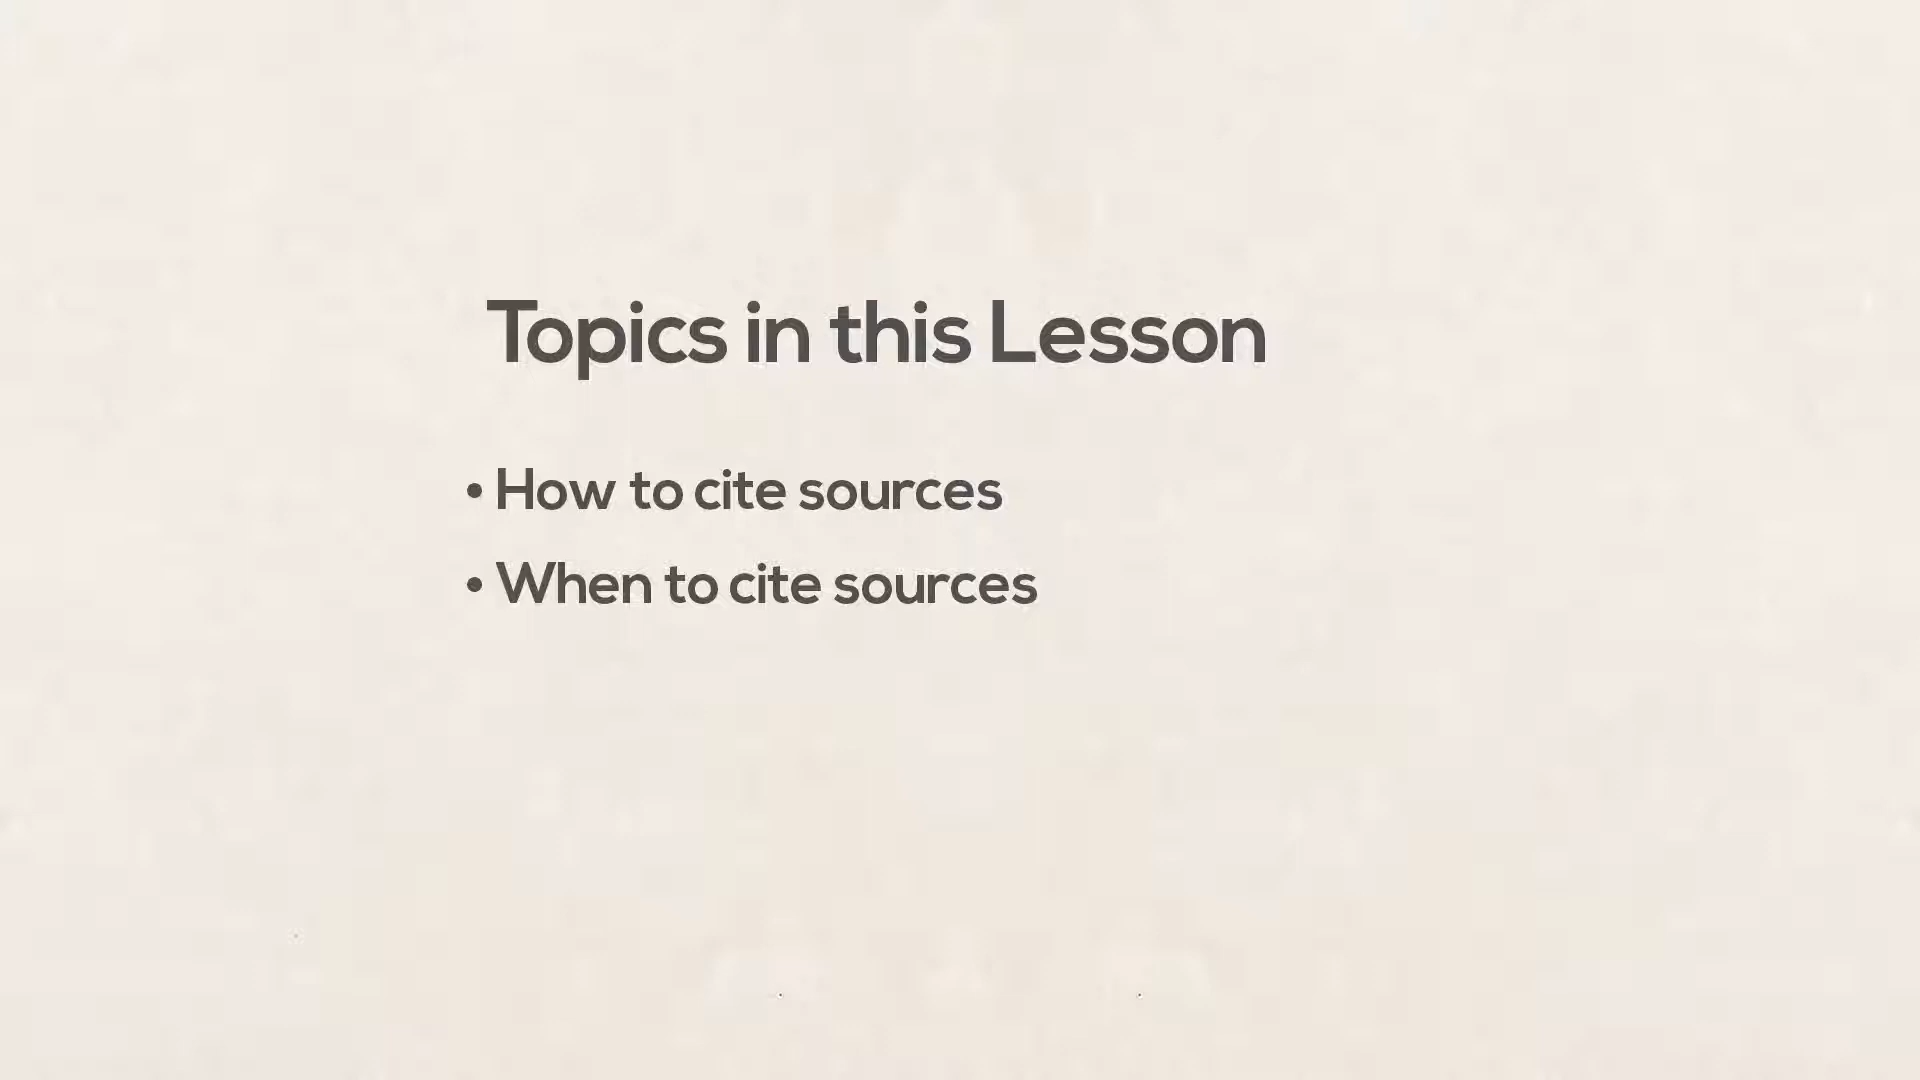 Topics in this Lesson
• How to cite sources
• When to cite sources